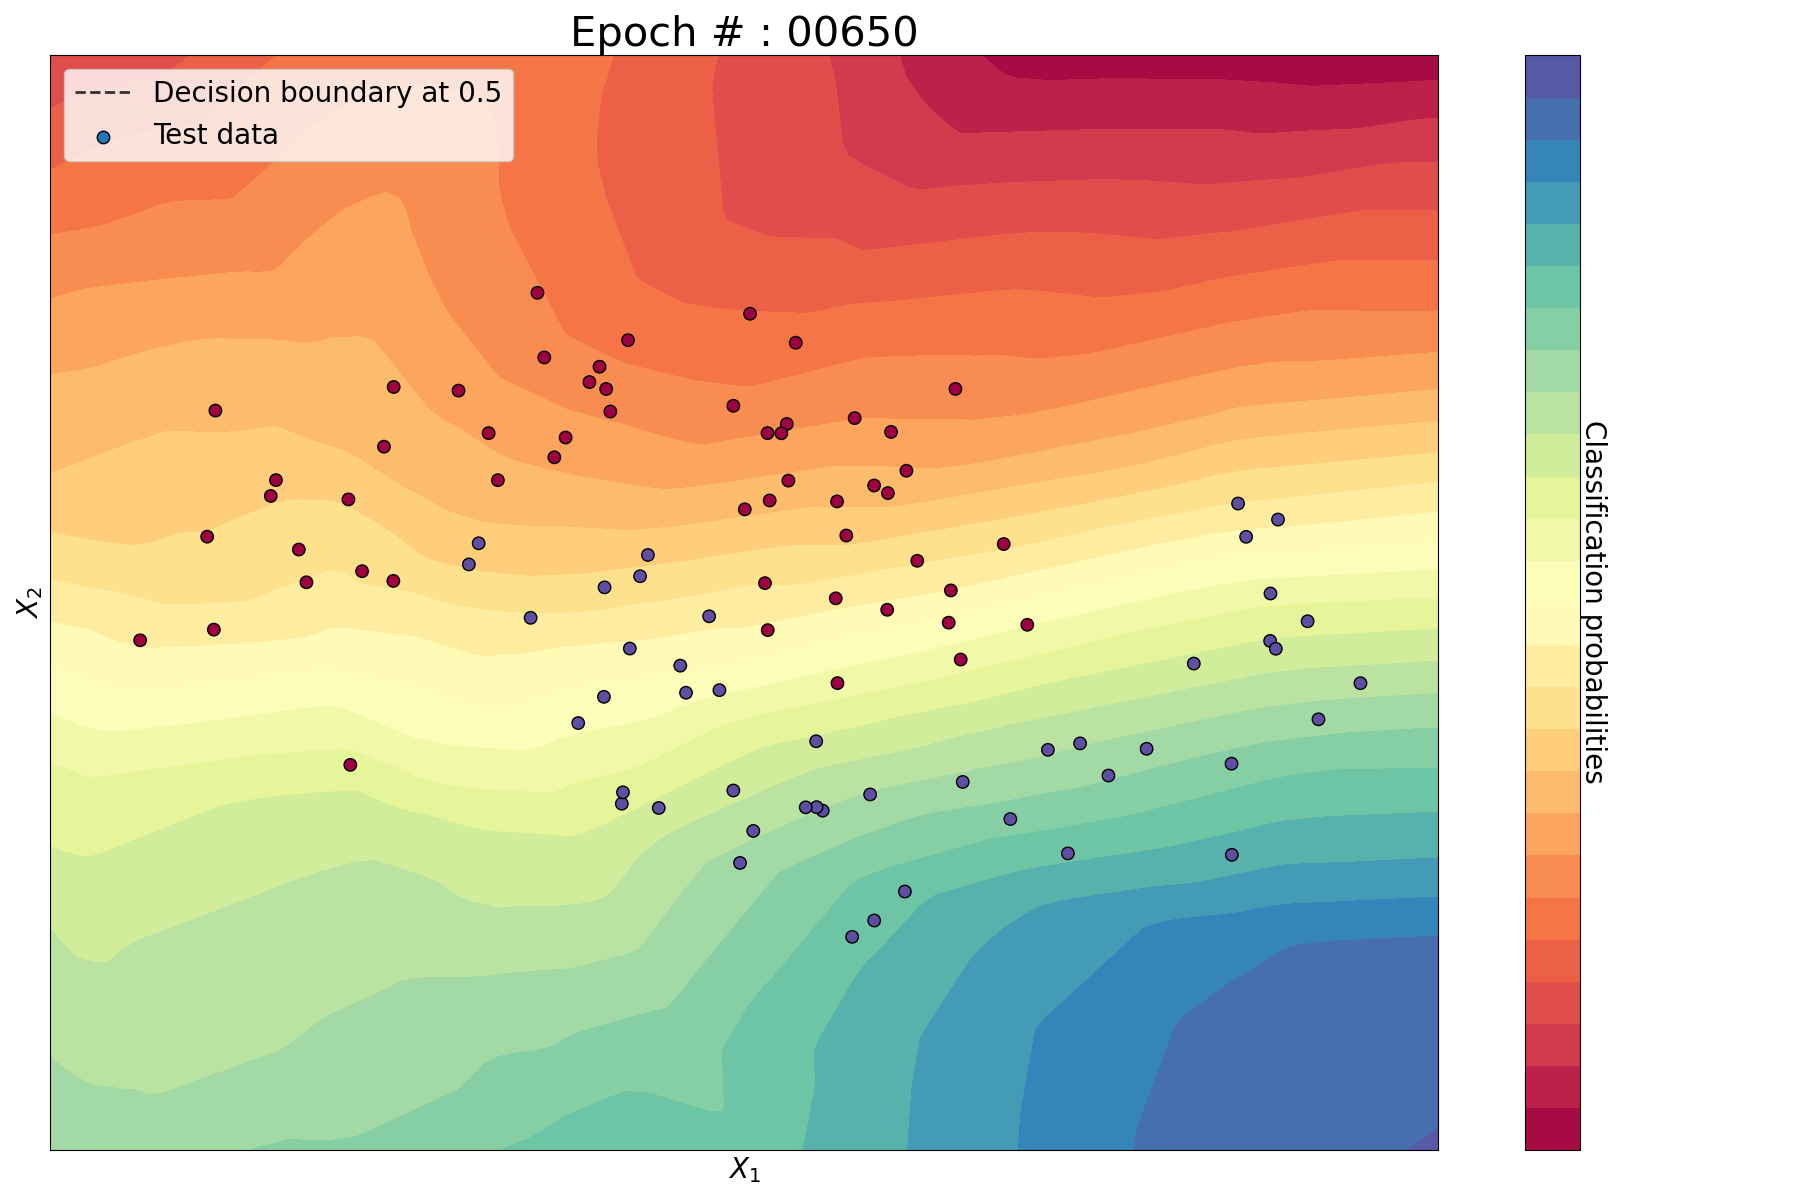 Epoch # : 00650
Decision boundary at 0.5
Test data
X₂
X₁
Classification probabilities